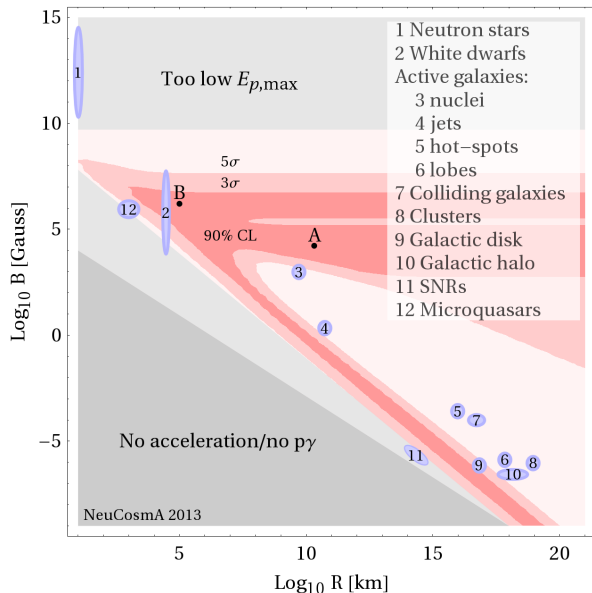 15
10
5
0
−5
Log10 B [Gauss]
Too low Ep,max
1 Neutron stars
2 White dwarfs
Active galaxies:
3 nuclei
4 jets
5 hot−spots
6 lobes
7 Colliding galaxies
8 Clusters
9 Galactic disk
10 Galactic halo
11 SNRs
12 Microquasars
1
5σ
3σ
B
12
2
90% CL
A
3
4
5
7
11
9
6
10
8
No acceleration/no pγ
NeuCosmA 2013
5
10
15
20
Log10 R [km]